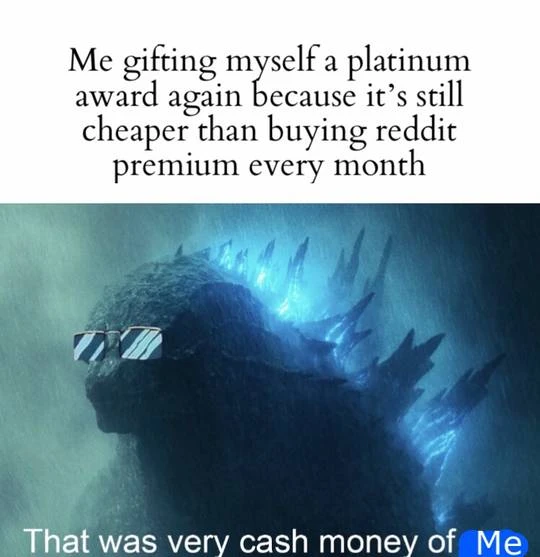 Me gifting myself a platinum
award again because it’s still
cheaper than buying reddit
premium every month
That was very cash money of Me